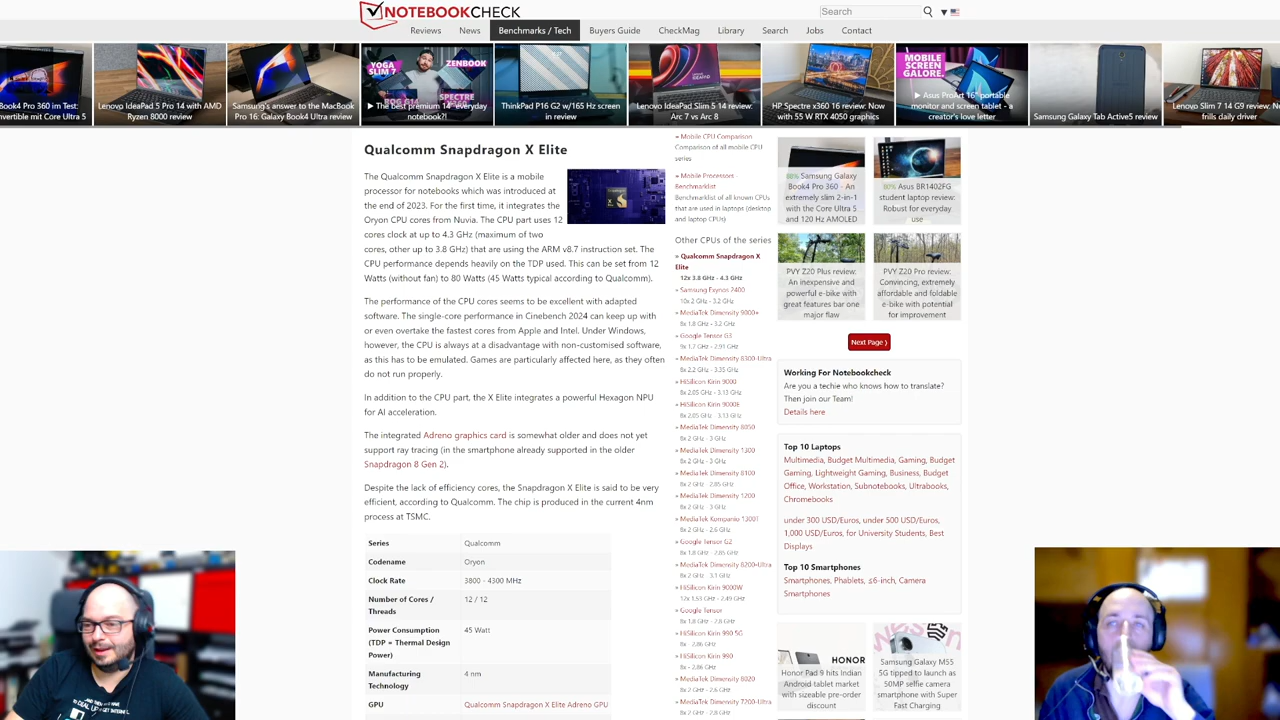 NOTEBOOKCHECK
Search
Reviews
News
Benchmarks / Tech
Buyers Guide
CheckMag
Library
Search
Jobs
Contact
Book4 Pro 360 im Test:
nvertible mit Core Ultra 5
Lenovo IdeaPad 5 Pro 14 with AMD
Ryzen 8000 review
Samsung's answer to the MacBook
Pro 16: Galaxy Book4 Ultra review
YOGA
SLIM 7
ZENBOOK
SPECTRE
▶ The best premium 14" everyday
notebook?!
ThinkPad P16 G2 w/165 Hz screen
in review
Lenovo IdeaPad Slim 5 14 review:
Arc 7 vs Arc 8
HP Spectre x360 16 review: Now
with 55 W RTX 4050 graphics
MOBILE
SCREEN
GALORE.
▶ Asus ProArt 16" portable
monitor and screen tablet - a
creator's love letter
Samsung Galaxy Tab Active5 review
Lenovo Slim 7 14 G9 review: No
frills daily driver
Qualcomm Snapdragon X Elite
The Qualcomm Snapdragon X Elite is a mobile
processor for notebooks which was introduced at
the end of 2023. For the first time, it integrates the
Oryon CPU cores from Nuvia. The CPU part uses 12
cores clock at up to 4.3 GHz (maximum of two
cores, other up to 3.8 GHz) that are using the ARM v8.7 instruction set. The
CPU performance depends heavily on the TDP used. This can be set from 12
Watts (without fan) to 80 Watts (45 Watts typical according to Qualcomm).
The performance of the CPU cores seems to be excellent with adapted
software. The single-core performance in Cinebench 2024 can keep up with
or even overtake the fastest cores from Apple and Intel. Under Windows,
however, the CPU is always at a disadvantage with non-customised software,
as this has to be emulated. Games are particularly affected here, as they often
do not run properly.
In addition to the CPU part, the X Elite integrates a powerful Hexagon NPU
for AI acceleration.
The integrated Adreno graphics card is somewhat older and does not yet
support ray tracing (in the smartphone already supported in the older
Snapdragon 8 Gen 2).
Despite the lack of efficiency cores, the Snapdragon X Elite is said to be very
efficient, according to Qualcomm. The chip is produced in the current 4nm
process at TSMC.
Series Qualcomm
Codename Oryon
Clock Rate 3800 - 4300 MHz
Number of Cores /
Threads 12 / 12
Power Consumption
(TDP = Thermal Design
Power) 45 Watt
Manufacturing
Technology 4 nm
GPU Qualcomm Snapdragon X Elite Adreno GPU
» Mobile CPU Comparison
Comparison of all mobile CPU
series
» Mobile Processors -
Benchmarklist
Benchmarklist of all known CPUs
that are used in laptops (desktop
and laptop CPUs)
Other CPUs of the series
» Qualcomm Snapdragon X
Elite
12x 3.8 GHz - 4.3 GHz
» Samsung Exynos 2400
10x 2 GHz - 3.2 GHz
» MediaTek Dimensity 9000+
8x 1.8 GHz - 3.2 GHz
» Google Tensor G3
9x 1.7 GHz - 2.91 GHz
» MediaTek Dimensity 8300-Ultra
8x 2.2 GHz - 3.35 GHz
» HiSilicon Kirin 9000
8x 2.05 GHz - 3.13 GHz
» HiSilicon Kirin 9000E
8x 2.05 GHz - 3.13 GHz
» MediaTek Dimensity 8050
8x 2 GHz - 3 GHz
» MediaTek Dimensity 1300
8x 2 GHz - 3 GHz
» MediaTek Dimensity 8100
8x 2 GHz - 2.85 GHz
» MediaTek Dimensity 1200
8x 2 GHz - 3 GHz
» MediaTek Kompanio 1300T
8x 2 GHz - 2.6 GHz
» Google Tensor G2
8x 1.8 GHz - 2.85 GHz
» MediaTek Dimensity 8200-Ultra
8x 2 GHz - 3.1 GHz
» HiSilicon Kirin 9000W
12x 1.53 GHz - 2.49 GHz
» Google Tensor
8x 1.8 GHz - 2.8 GHz
» HiSilicon Kirin 990 5G
8x - 2.86 GHz
» HiSilicon Kirin 990
8x - 2.86 GHz
» MediaTek Dimensity 8020
8x 2 GHz - 2.6 GHz
» MediaTek Dimensity 7200-Ultra
8x 2 GHz - 2.8 GHz
88% Samsung Galaxy
Book4 Pro 360 - An
extremely slim 2-in-1
with the Core Ultra 5
and 120 Hz AMOLED
80% Asus BR1402FG
student laptop review:
Robust for everyday
use
PVY Z20 Plus review:
An inexpensive and
powerful e-bike with
great features bar one
major flaw
PVY Z20 Pro review:
Convincing, extremely
affordable and foldable
e-bike with potential
for improvement
Next Page ❯
Working For Notebookcheck
Are you a techie who knows how to translate?
Then join our Team!
Details here
Top 10 Laptops
Multimedia, Budget Multimedia, Gaming, Budget
Gaming, Lightweight Gaming, Business, Budget
Office, Workstation, Subnotebooks, Ultrabooks,
Chromebooks
under 300 USD/Euros, under 500 USD/Euros,
1,000 USD/Euros, for University Students, Best
Displays
Top 10 Smartphones
Smartphones, Phablets, ≤6-inch, Camera
Smartphones
HONOR
Honor Pad 9 hits Indian
Android tablet market
with sizeable pre-order
discount
Samsung Galaxy M55
5G tipped to launch as
50MP selfie camera
smartphone with Super
Fast Charging